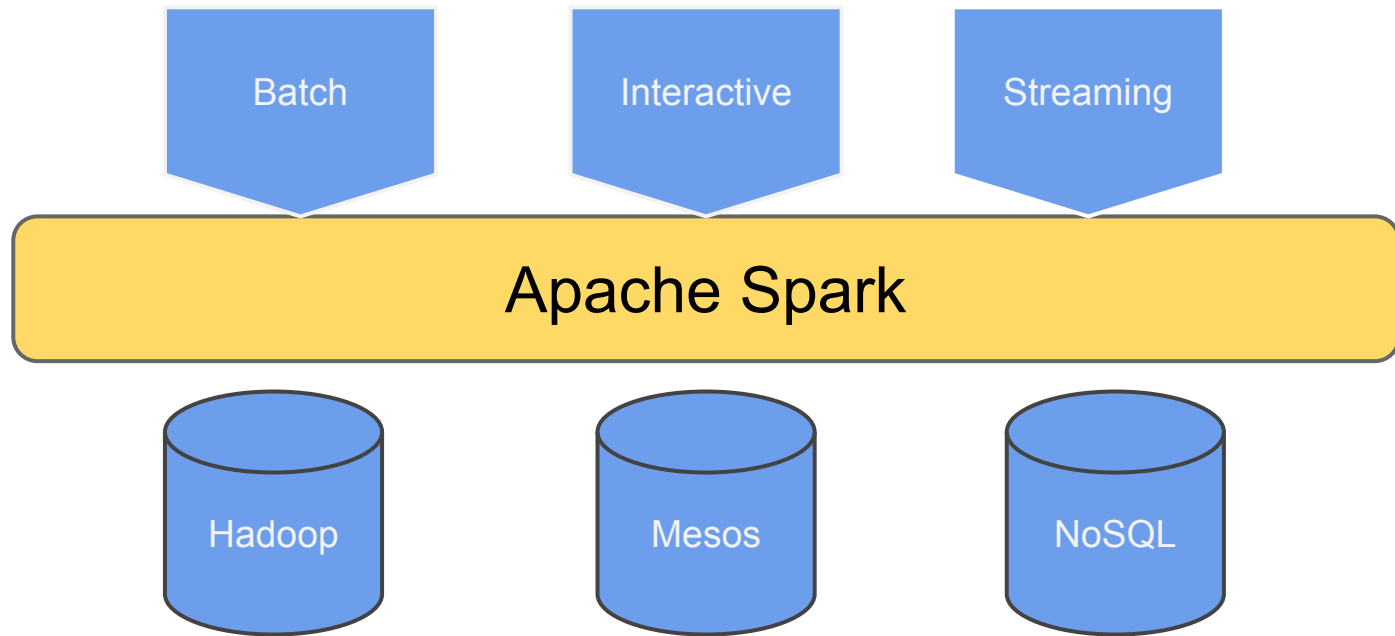 Batch
Interactive
Streaming
Apache Spark
Hadoop
Mesos
NoSQL